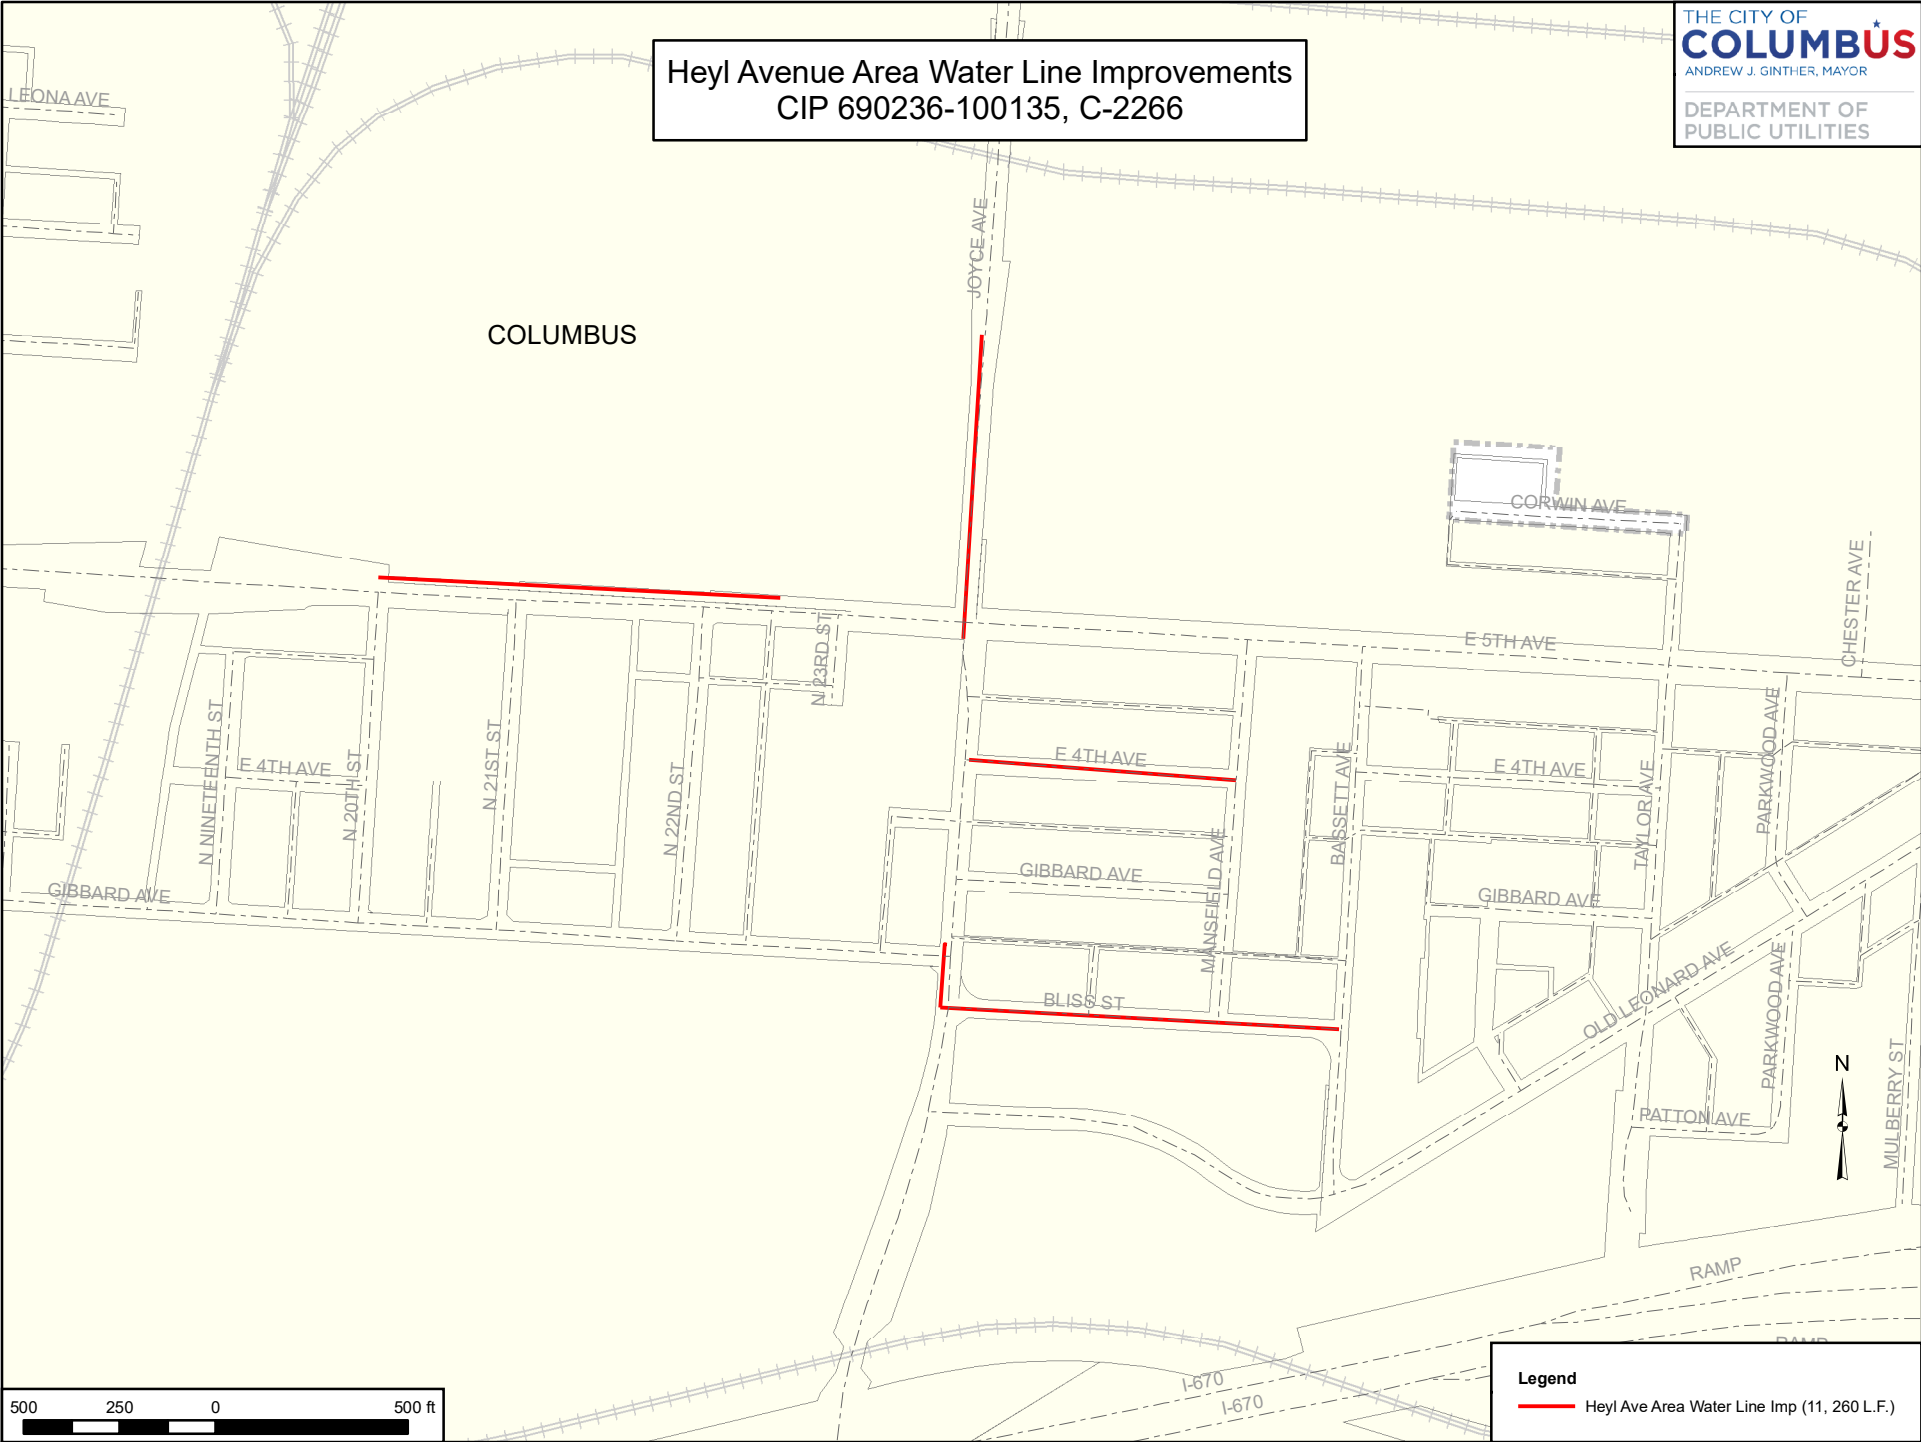 Heyl Avenue Area Water Line Improvements
CIP 690236-100135, C-2266
THE CITY OF
COLUMBUS
ANDREW J. GINTHER, MAYOR
DEPARTMENT OF
PUBLIC UTILITIES
LEONA AVE
JOYCE AVE
COLUMBUS
CORWIN AVE
CHESTER AVE
E 5TH AVE
N 23RD ST
N NINETEENTH ST
E 4TH AVE
N 20TH ST
N 21ST ST
N 22ND ST
E 4TH AVE
BASSETT AVE
E 4TH AVE
TAYLOR AVE
PARKWOOD AVE
GIBBARD AVE
GIBBARD AVE
MANSFIELD AVE
GIBBARD AVE
BLISS ST
OLD LEONARD AVE
PARKWOOD AVE
MULBERRY ST
N
PATTON AVE
RAMP
RAMP
I-670
I-670
500 250 0 500 ft
Legend
Heyl Ave Area Water Line Imp (11, 260 L.F.)